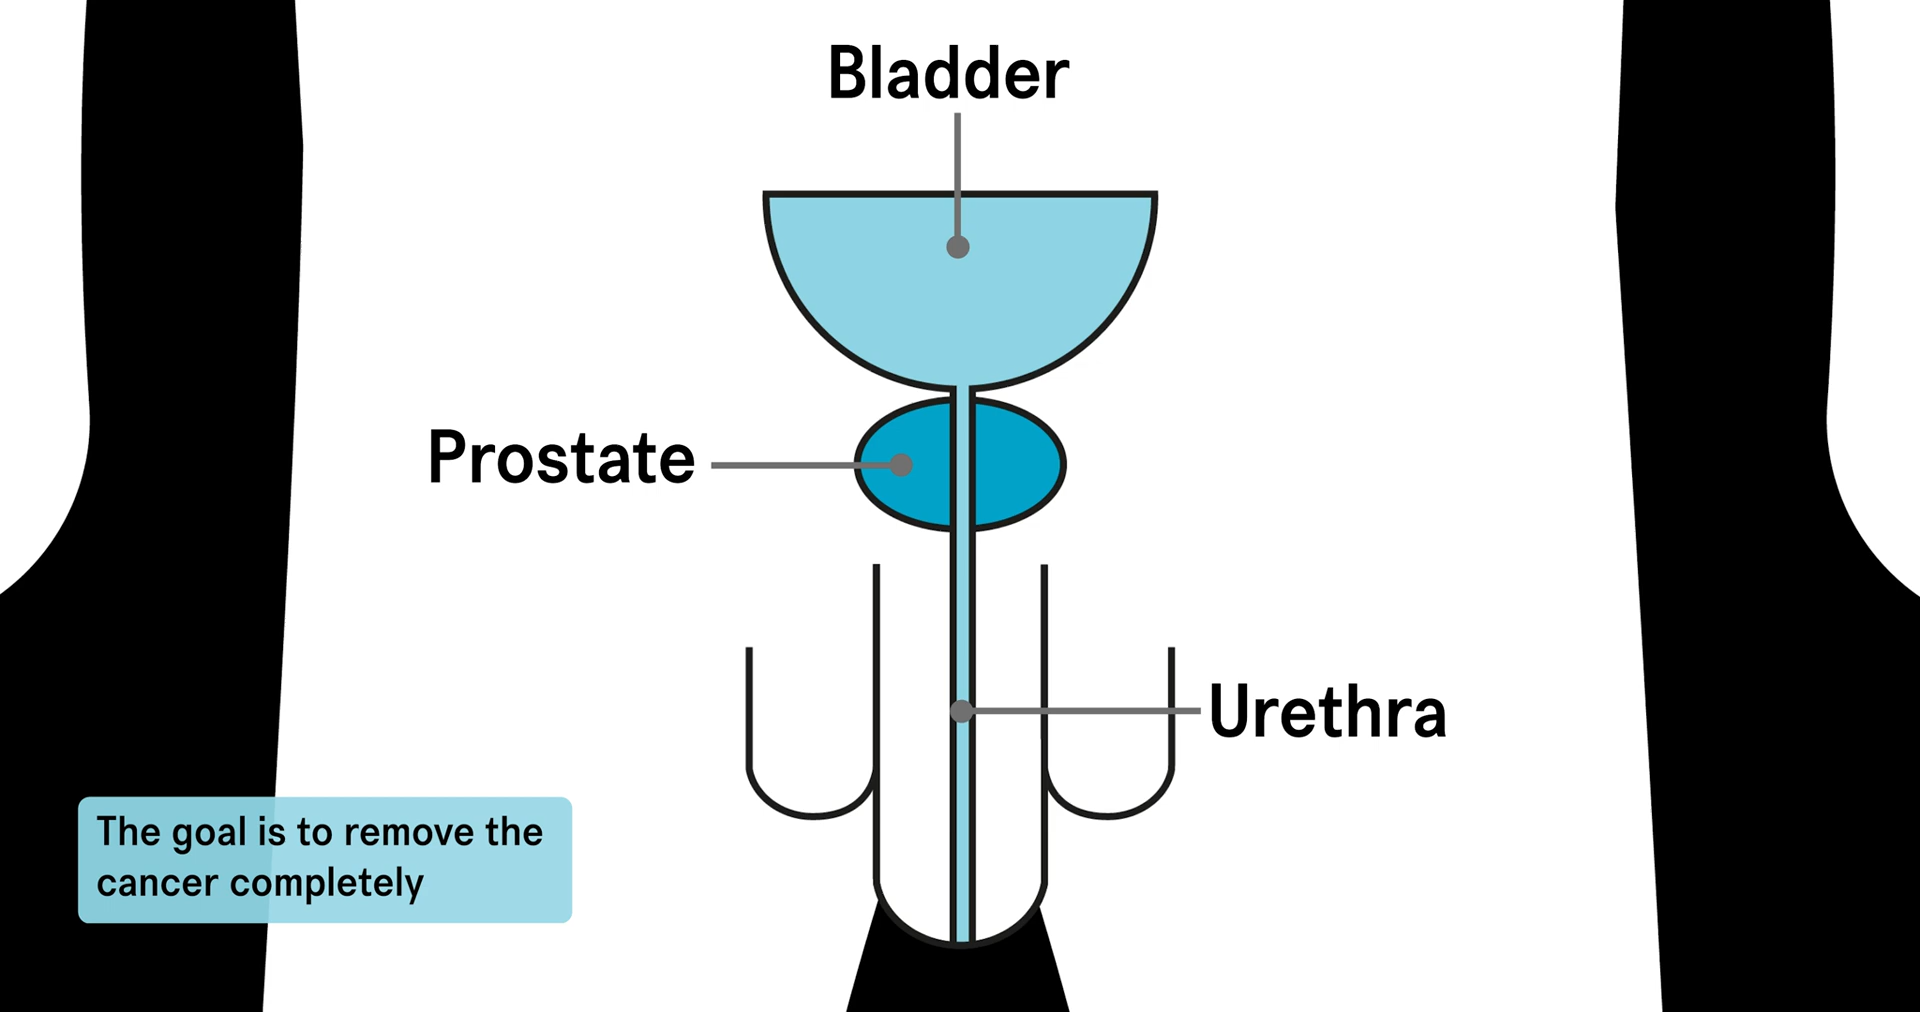 Bladder
Prostate
Urethra
The goal is to remove the
cancer completely